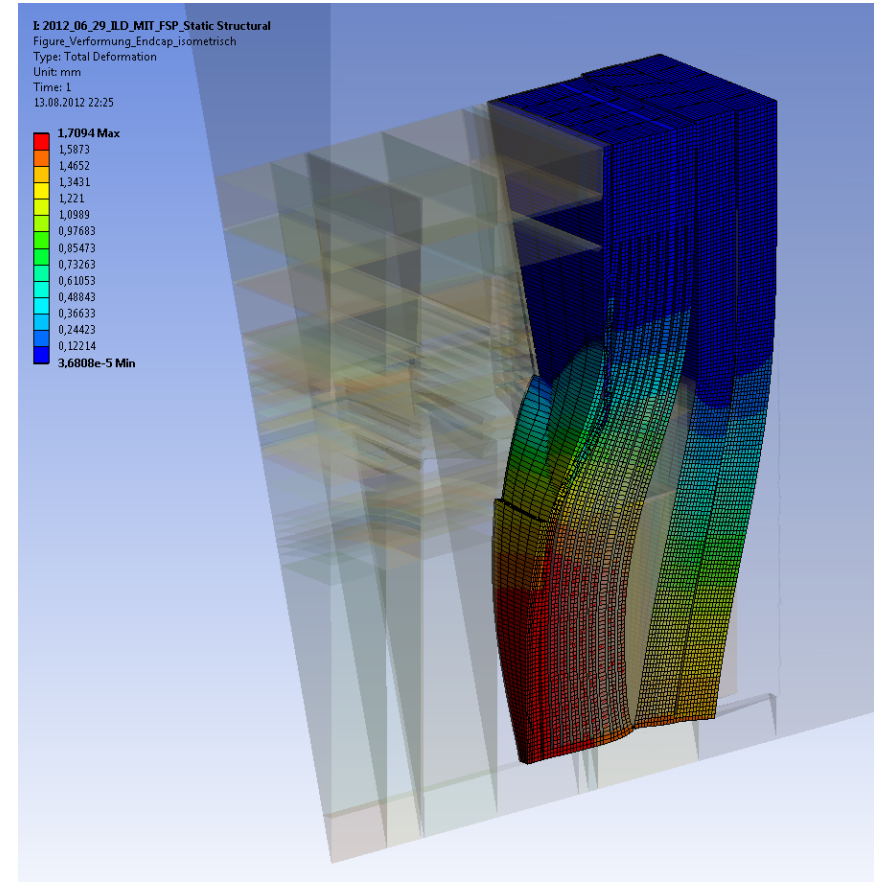 I: 2012_06_29_ILD_MIT_FSP_Static Structural
Figure_Verformung_Endcap_isometrisch
Type: Total Deformation
Unit: mm
Time: 1
13.08.2012 22:25
1,7094 Max
1,5873
1,4652
1,3431
1,221
1,0989
0,97683
0,85473
0,73263
0,61053
0,48843
0,36633
0,24423
0,12214
3,6808e-5 Min